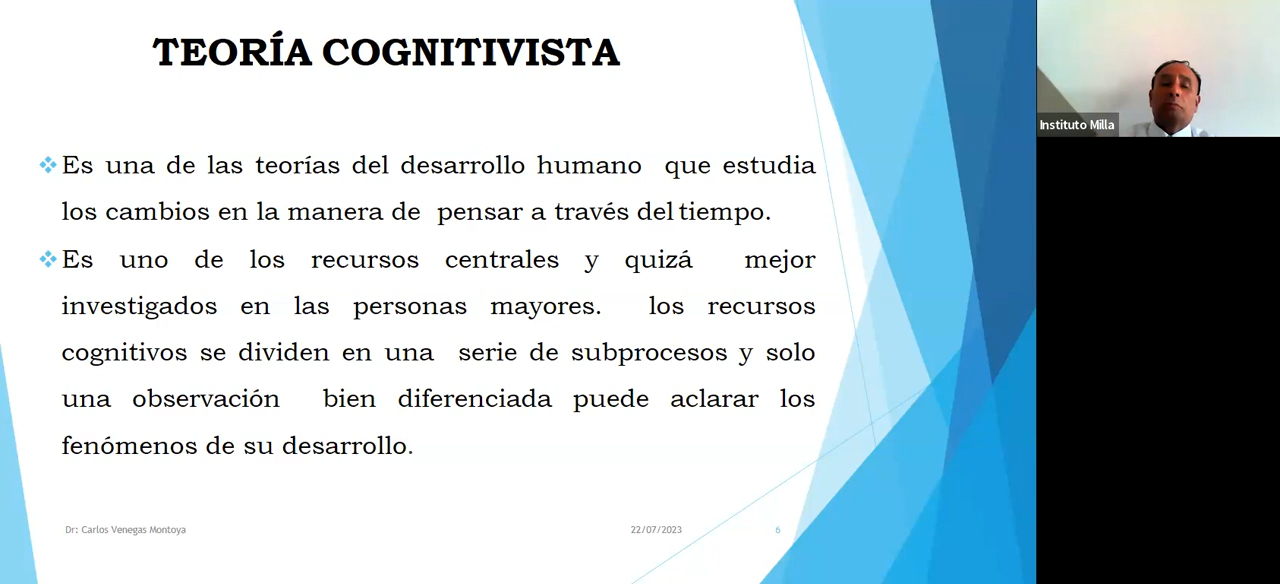 TEORÍA COGNITIVISTA
Es una de las teorías del desarrollo humano que estudia
los cambios en la manera de pensar a través del tiempo.
Es uno de los recursos centrales y quizá mejor
investigados en las personas mayores. los recursos
cognitivos se dividen en una serie de subprocesos y solo
una observación bien diferenciada puede aclarar los
fenómenos de su desarrollo.
Dr: Carlos Venegas Montoya
22/07/2023
6
Instituto Milla